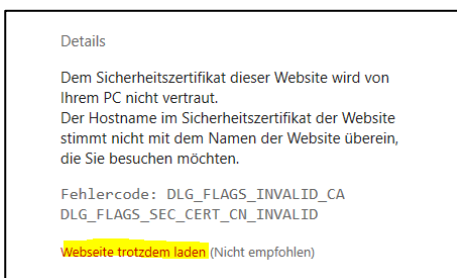 Details
Dem Sicherheitszertifikat dieser Website wird von
Ihrem PC nicht vertraut.
Der Hostname im Sicherheitszertifikat der Website
stimmt nicht mit dem Namen der Website überein,
die Sie besuchen möchten.
Fehlercode: DLG_FLAGS_INVALID_CA
DLG_FLAGS_SEC_CERT_CN_INVALID
Webseite trotzdem laden (Nicht empfohlen)